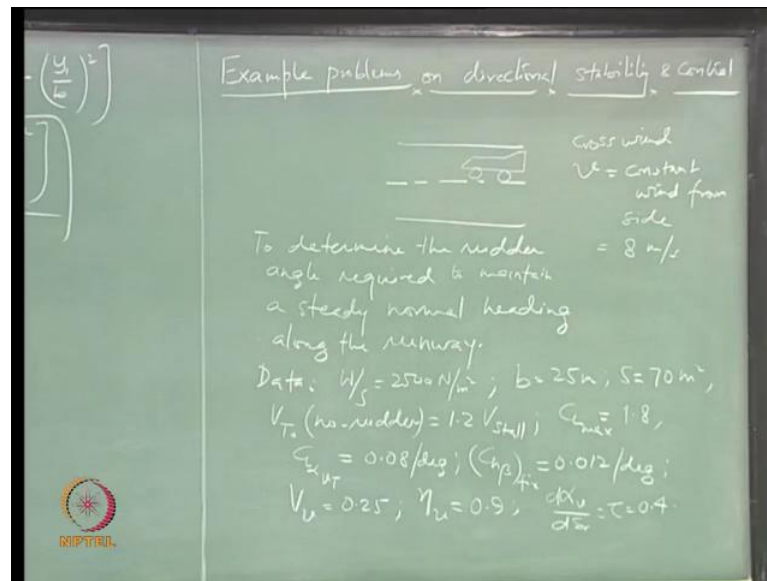 - (y₁/b)²]
Example problems on directional stability & control
cross wind
v = constant
wind from
side
= 8 m/s
To determine the rudder
angle required to maintain
a steady normal heading
along the runway.
Data: W/S = 2500 N/m²; b = 25m; S = 70 m²,
V_To (no-rudder) = 1.2 V_stall; C_Lmax = 1.8,
C_Lα_VT = 0.08/deg; (C_nβ)_fix = 0.012/deg;
V_v = 0.25; η_v = 0.9, dα_v/dδ_r = τ = 0.4.
NPTEL